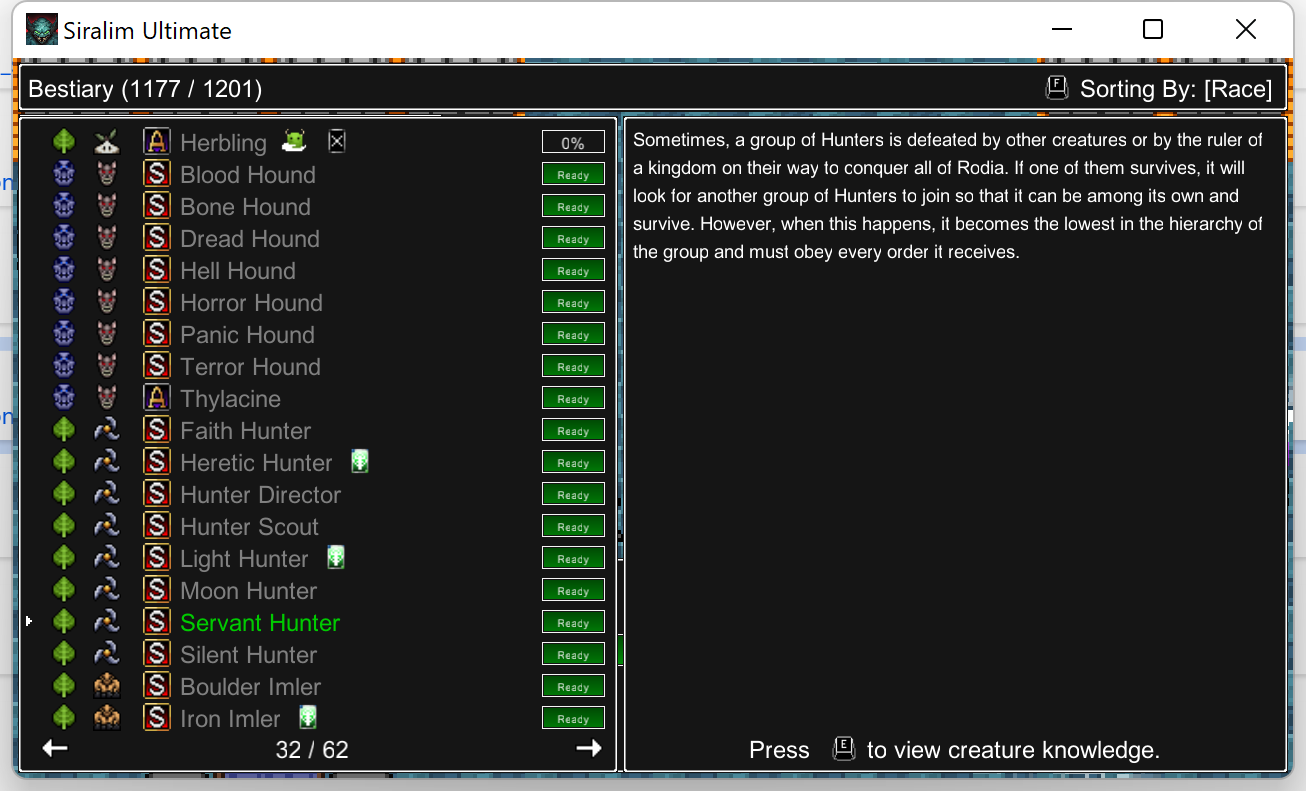 Siralim Ultimate
Bestiary (1177 / 1201)
F Sorting By: [Race]
A Herbling 0%
S Blood Hound Ready
S Bone Hound Ready
S Dread Hound Ready
S Hell Hound Ready
S Horror Hound Ready
S Panic Hound Ready
S Terror Hound Ready
A Thylacine Ready
S Faith Hunter Ready
S Heretic Hunter Ready
S Hunter Director Ready
S Hunter Scout Ready
S Light Hunter Ready
S Moon Hunter Ready
S Servant Hunter Ready
S Silent Hunter Ready
S Boulder Imler Ready
S Iron Imler Ready
32 / 62
Sometimes, a group of Hunters is defeated by other creatures or by the ruler of
a kingdom on their way to conquer all of Rodia. If one of them survives, it will
look for another group of Hunters to join so that it can be among its own and
survive. However, when this happens, it becomes the lowest in the hierarchy of
the group and must obey every order it receives.
Press E to view creature knowledge.